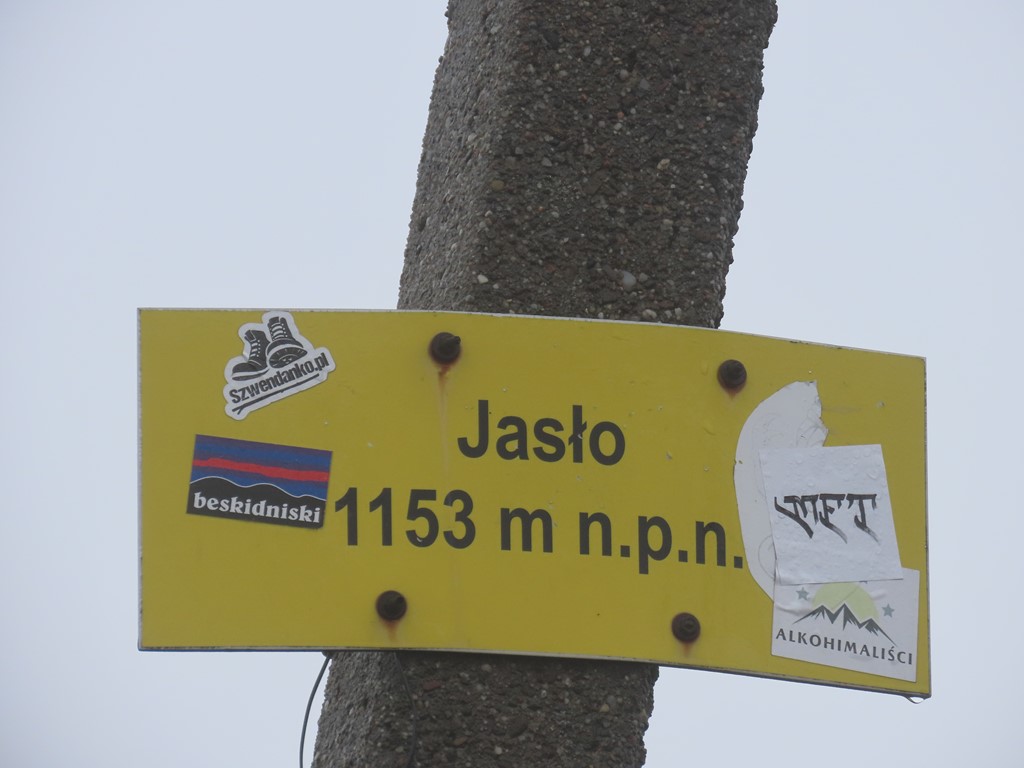 szwendanko.pl
Jasło
beskidniski
1153 m n.p.n.
ALKOHIMALIŚCI